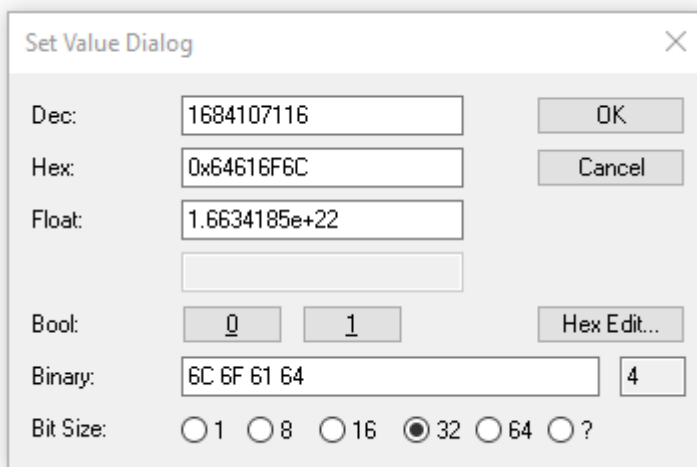 Set Value Dialog
Dec: 1684107116 OK
Hex: 0x64616F6C Cancel
Float: 1.6634185e+22
Bool: 0 1 Hex Edit...
Binary: 6C 6F 61 64 4
Bit Size: 1 8 16 32 64 ?